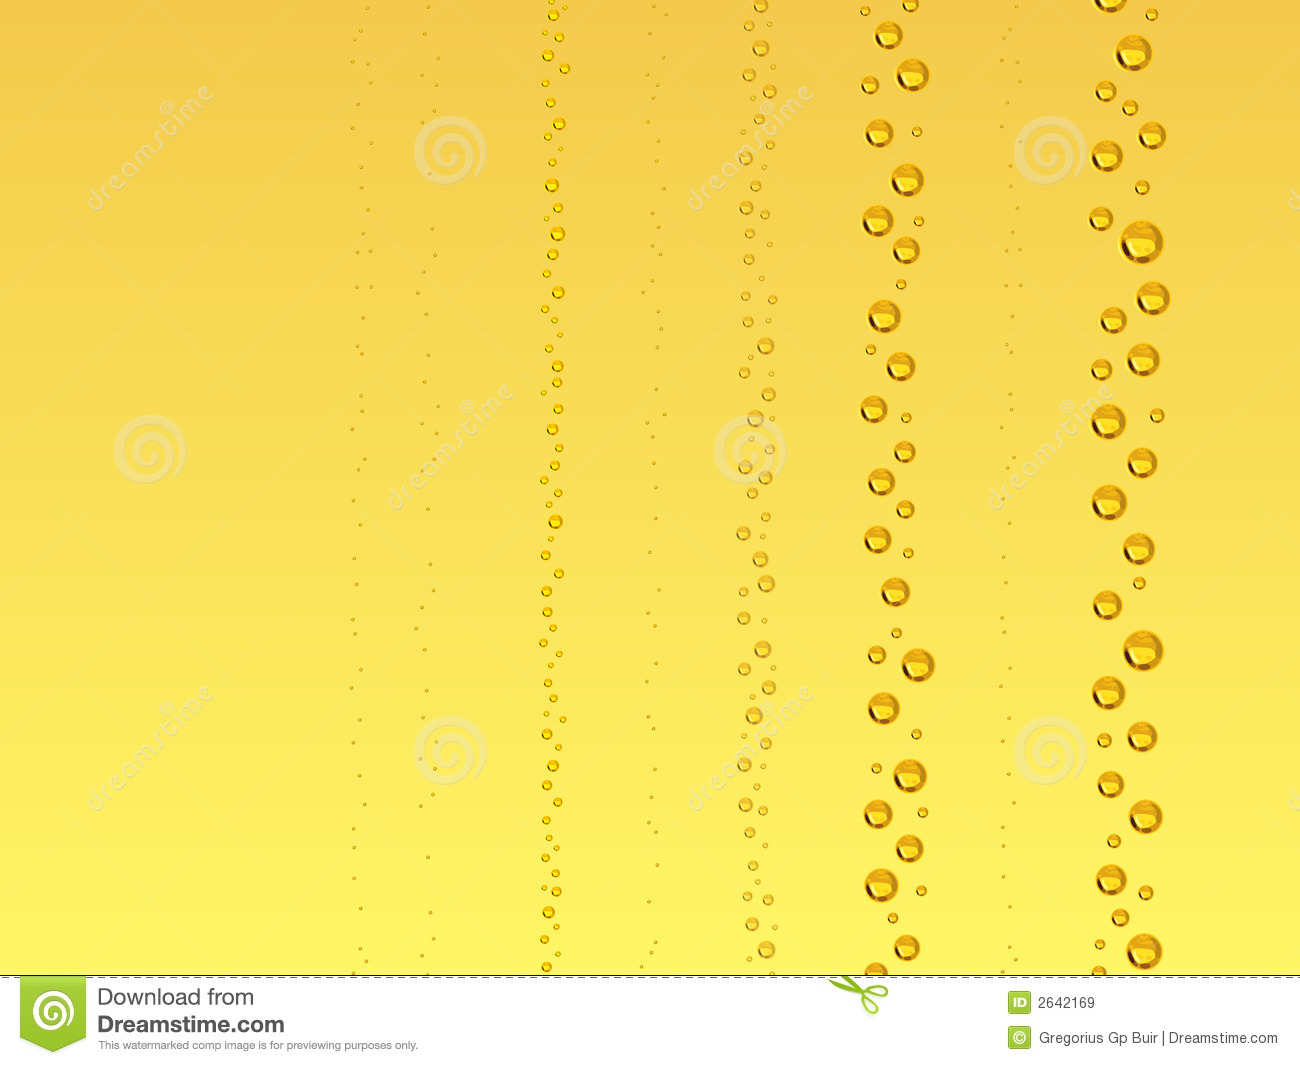 dreamstime
dreamstime
dreamstime
dreamstime
dreamstime
dreamstime
Download from
Dreamstime.com
This watermarked comp image is for previewing purposes only.
ID 2642169
© Gregorius Gp Buir | Dreamstime.com